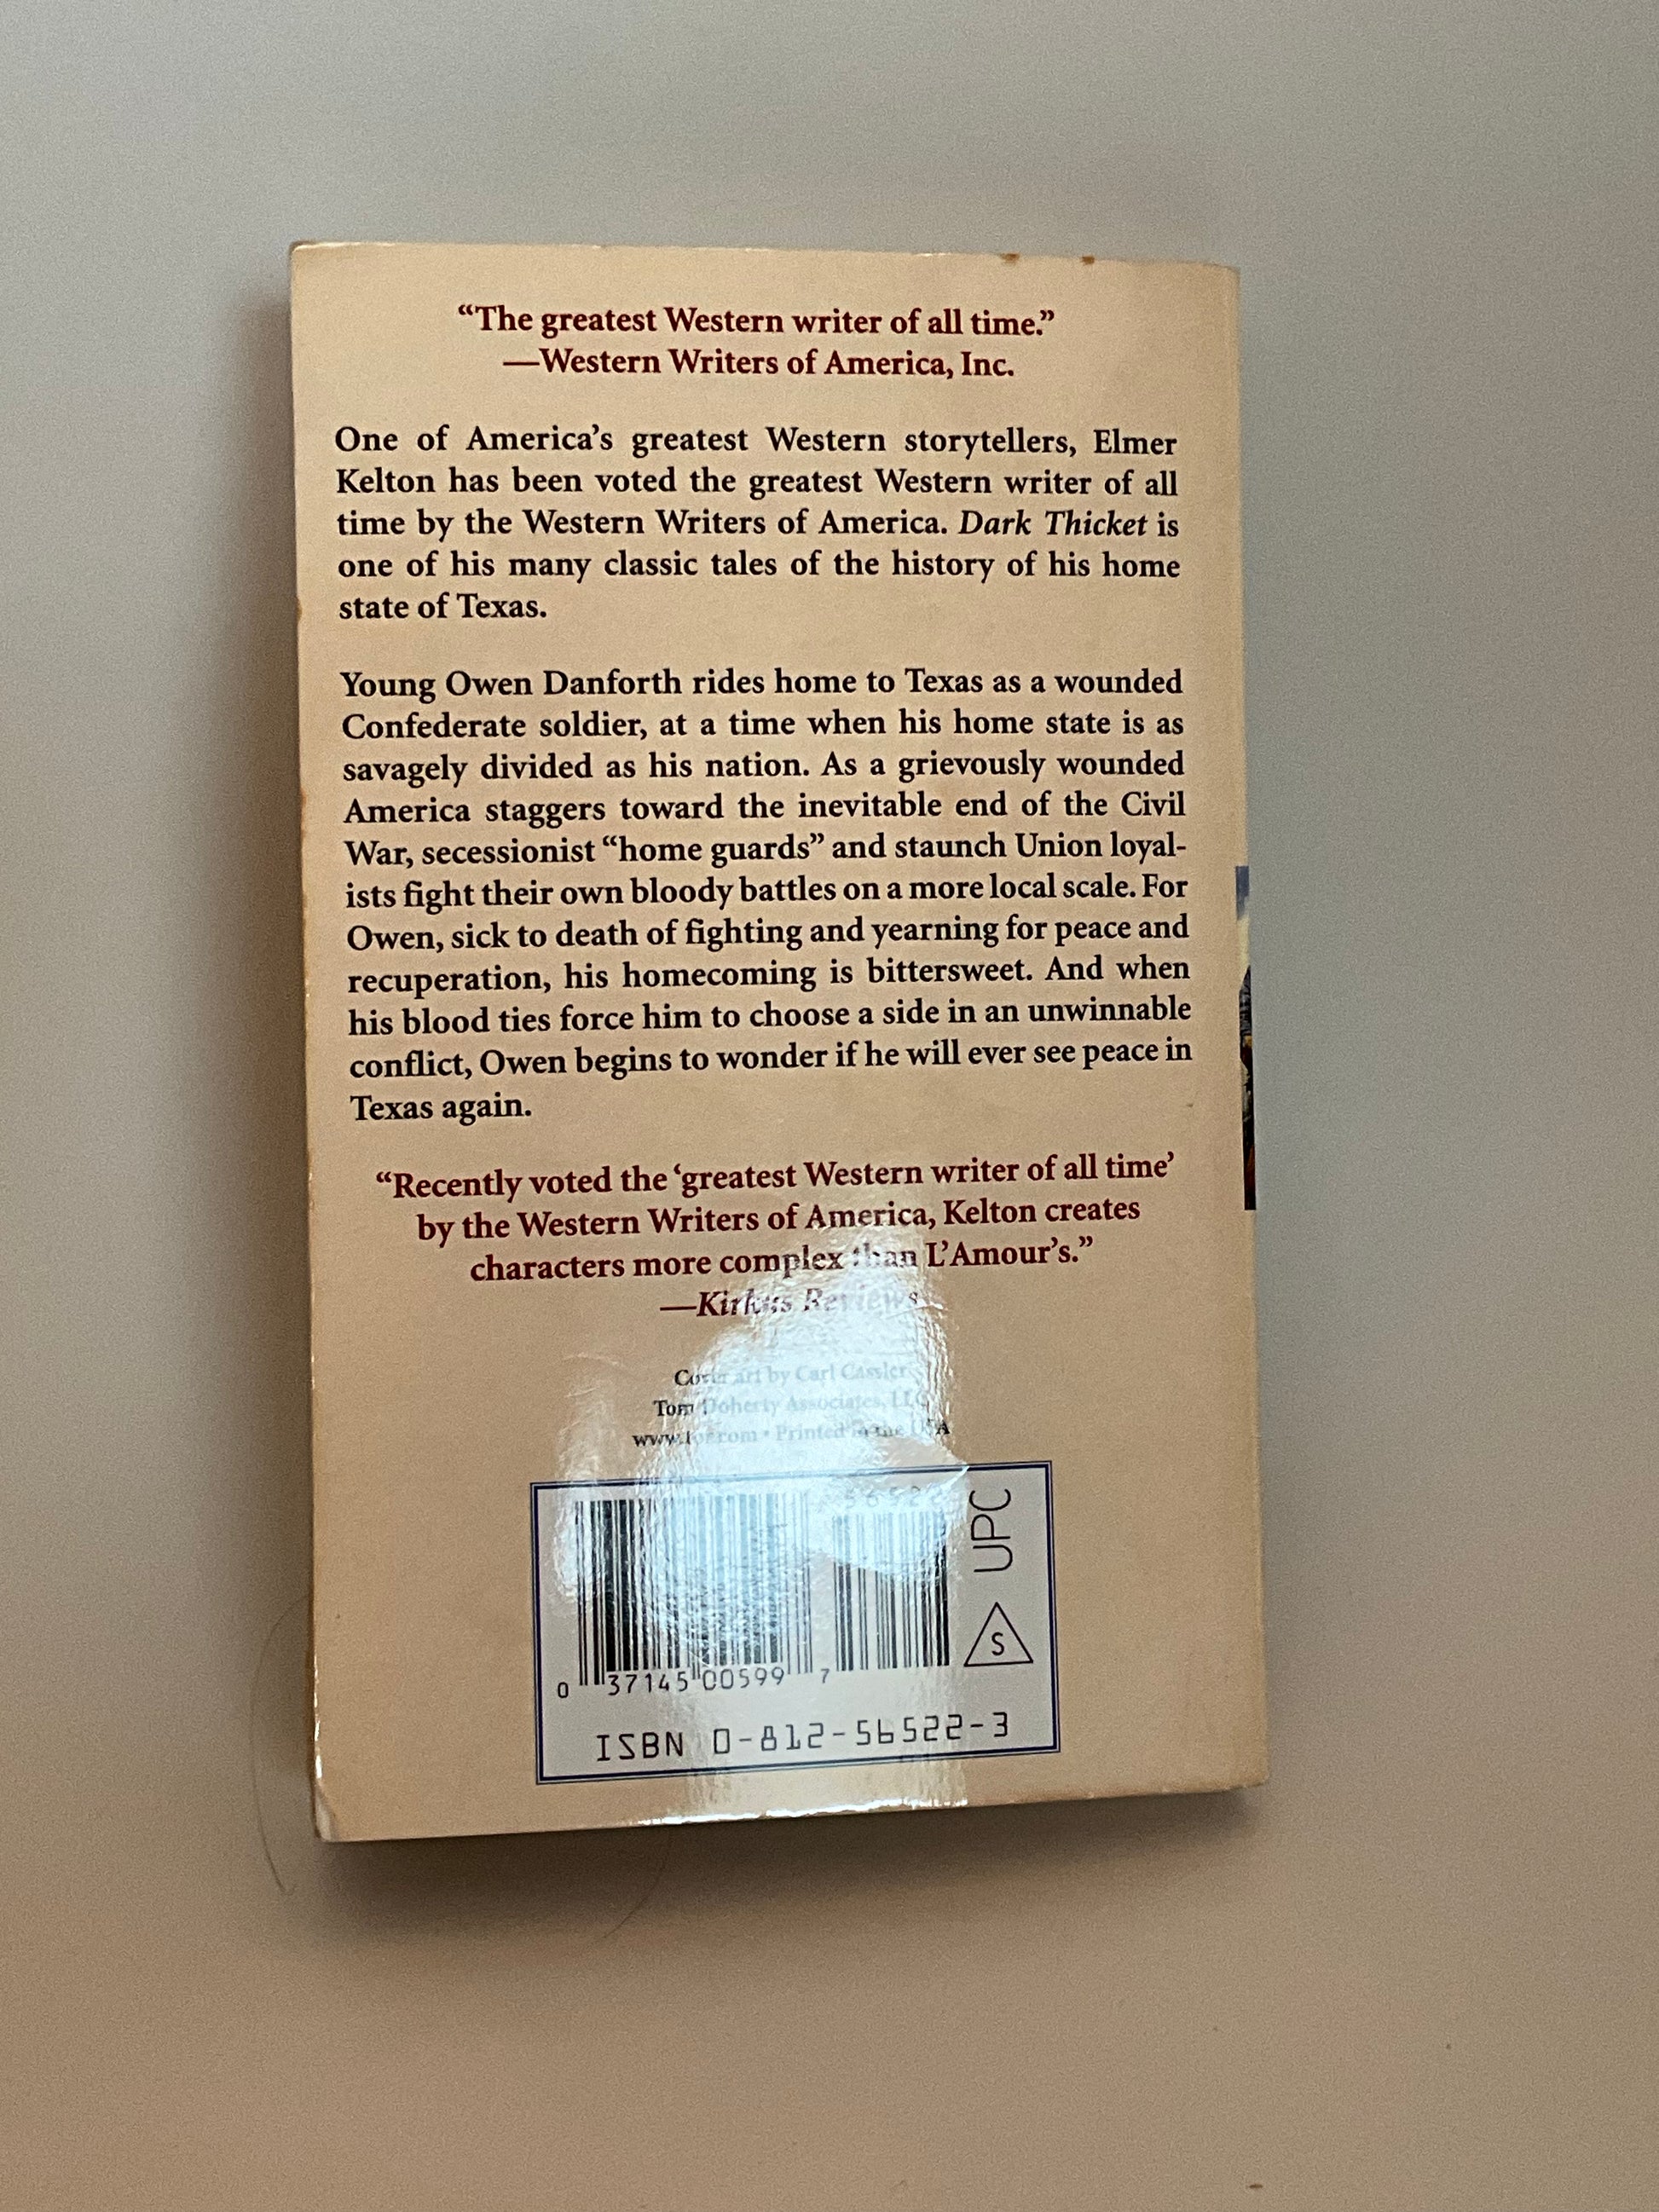 “The greatest Western writer of all time.”
—Western Writers of America, Inc.
One of America’s greatest Western storytellers, Elmer
Kelton has been voted the greatest Western writer of all
time by the Western Writers of America. Dark Thicket is
one of his many classic tales of the history of his home
state of Texas.
Young Owen Danforth rides home to Texas as a wounded
Confederate soldier, at a time when his home state is as
savagely divided as his nation. As a grievously wounded
America staggers toward the inevitable end of the Civil
War, secessionist “home guards” and staunch Union loyal-
ists fight their own bloody battles on a more local scale. For
Owen, sick to death of fighting and yearning for peace and
recuperation, his homecoming is bittersweet. And when
his blood ties force him to choose a side in an unwinnable
conflict, Owen begins to wonder if he will ever see peace in
Texas again.
“Recently voted the ‘greatest Western writer of all time’
by the Western Writers of America, Kelton creates
characters more complex than L’Amour’s.”
—Kirkus Reviews
Cover art by Carl Cassler
Tom Doherty Associates, LLC
www.tor.com • Printed in the USA
56522
UPC
S
0 37145 00599 7
ISBN 0-812-56522-3